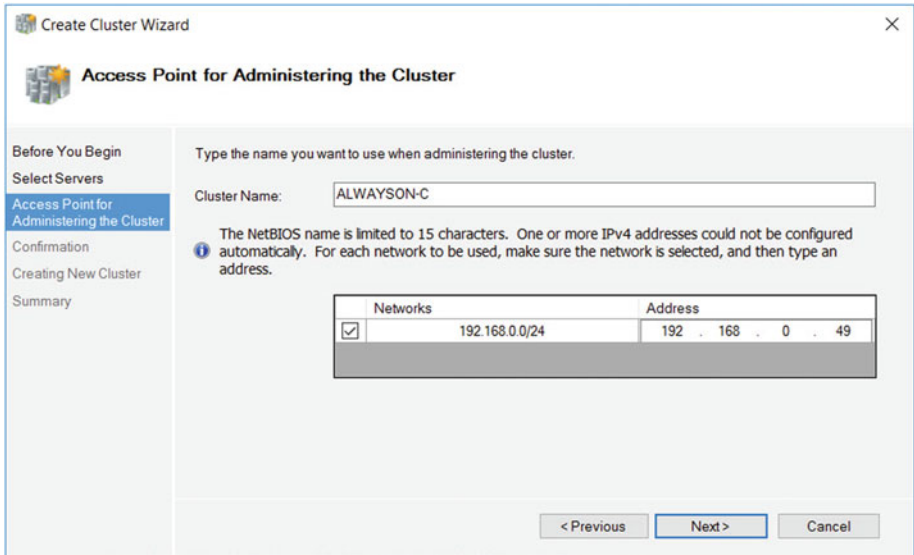 Create Cluster Wizard
Access Point for Administering the Cluster
Before You Begin
Select Servers
Access Point for
Administering the Cluster
Confirmation
Creating New Cluster
Summary
Type the name you want to use when administering the cluster.
Cluster Name: ALWAYSON-C
The NetBIOS name is limited to 15 characters. One or more IPv4 addresses could not be configured
automatically. For each network to be used, make sure the network is selected, and then type an
address.
Networks Address
192.168.0.0/24 192 . 168 . 0 . 49
< Previous Next > Cancel